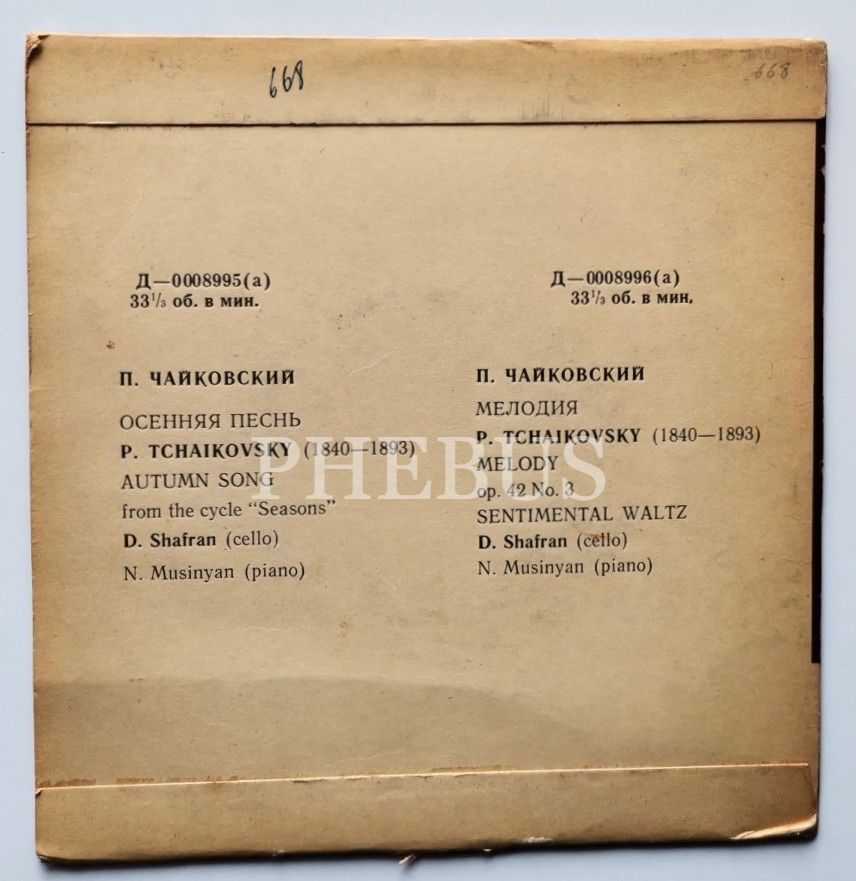 668
668
Д—0008995(а)
33⅓ об. в мин.
П. ЧАЙКОВСКИЙ
ОСЕННЯЯ ПЕСНЬ
P. TCHAIKOVSKY (1840—1893)
AUTUMN SONG
from the cycle "Seasons"
D. Shafran (cello)
N. Musinyan (piano)
Д—0008996(а)
33⅓ об. в мин.
П. ЧАЙКОВСКИЙ
МЕЛОДИЯ
P. TCHAIKOVSKY (1840—1893)
MELODY
op. 42 No. 3
SENTIMENTAL WALTZ
D. Shafran (cello)
N. Musinyan (piano)
PHEBUS